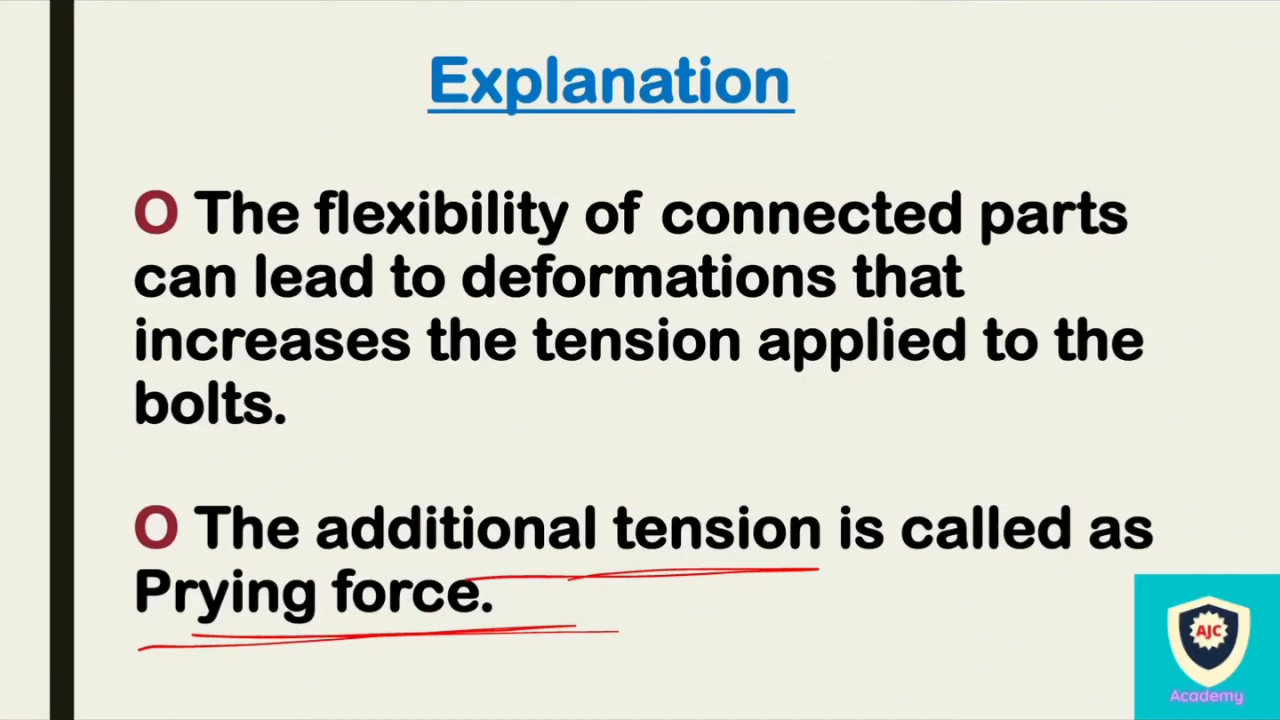 Explanation
O The flexibility of connected parts
can lead to deformations that
increases the tension applied to the
bolts.
O The additional tension is called as
Prying force.
AJC
Academy